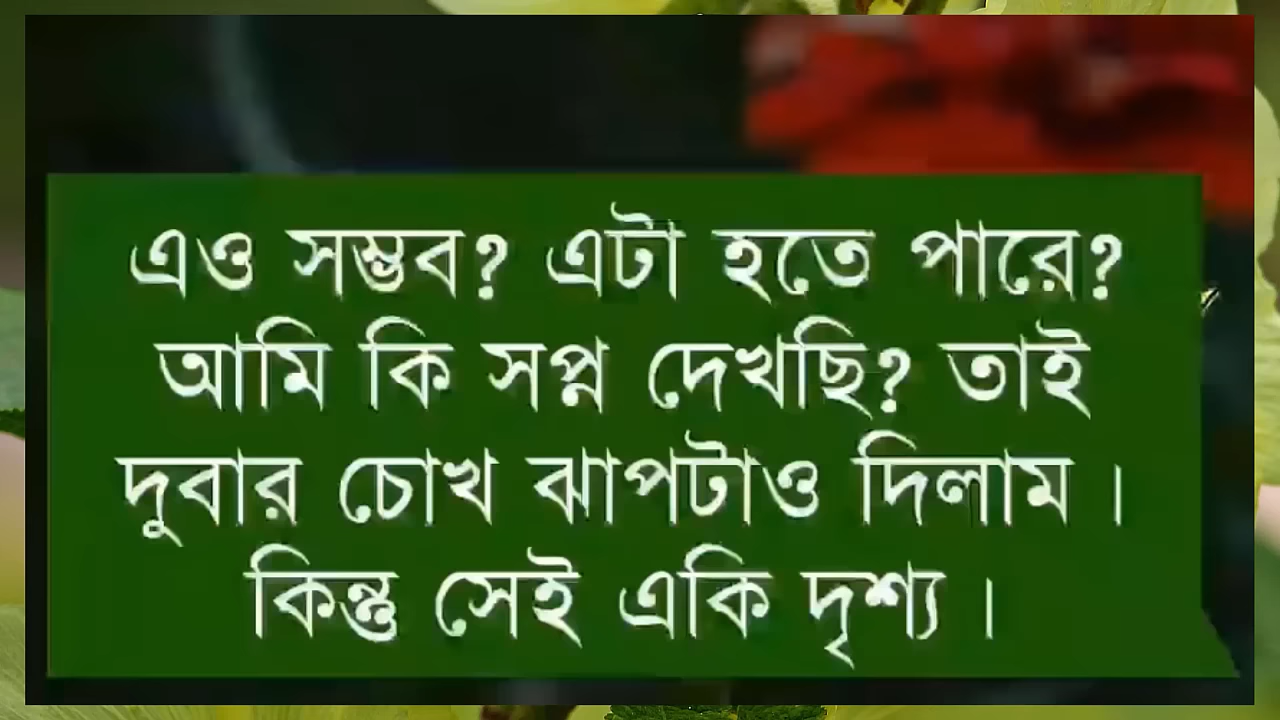 এও সম্ভব? এটা হতে পারে?
আমি কি সপ্ন দেখছি? তাই
দুবার চোখ ঝাপটাও দিলাম।
কিন্তু সেই একি দৃশ্য।